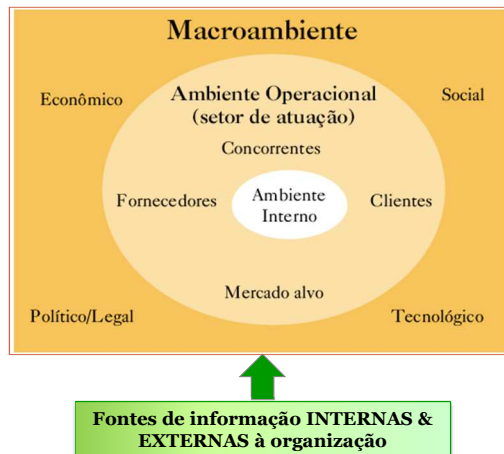 Macroambiente
Econômico
Social
Ambiente Operacional
(setor de atuação)
Concorrentes
Fornecedores
Ambiente
Interno
Clientes
Mercado alvo
Político/Legal
Tecnológico
Fontes de informação INTERNAS &
EXTERNAS à organização